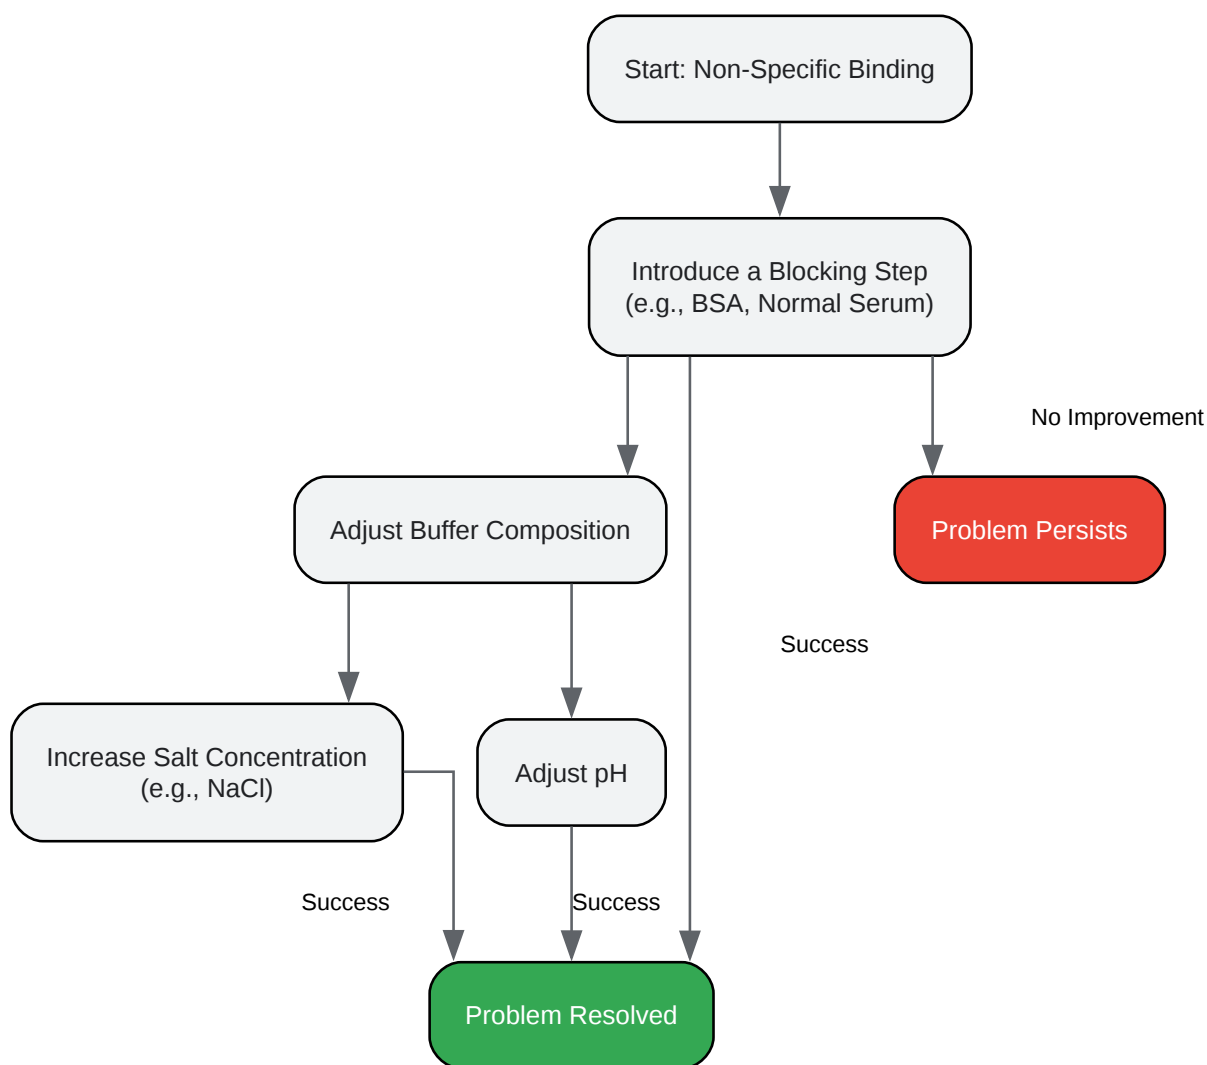 Start: Non-Specific Binding
Introduce a Blocking Step
(e.g., BSA, Normal Serum)
No Improvement
Adjust Buffer Composition
Problem Persists
Success
Increase Salt Concentration
(e.g., NaCl)
Adjust pH
Success
Success
Problem Resolved